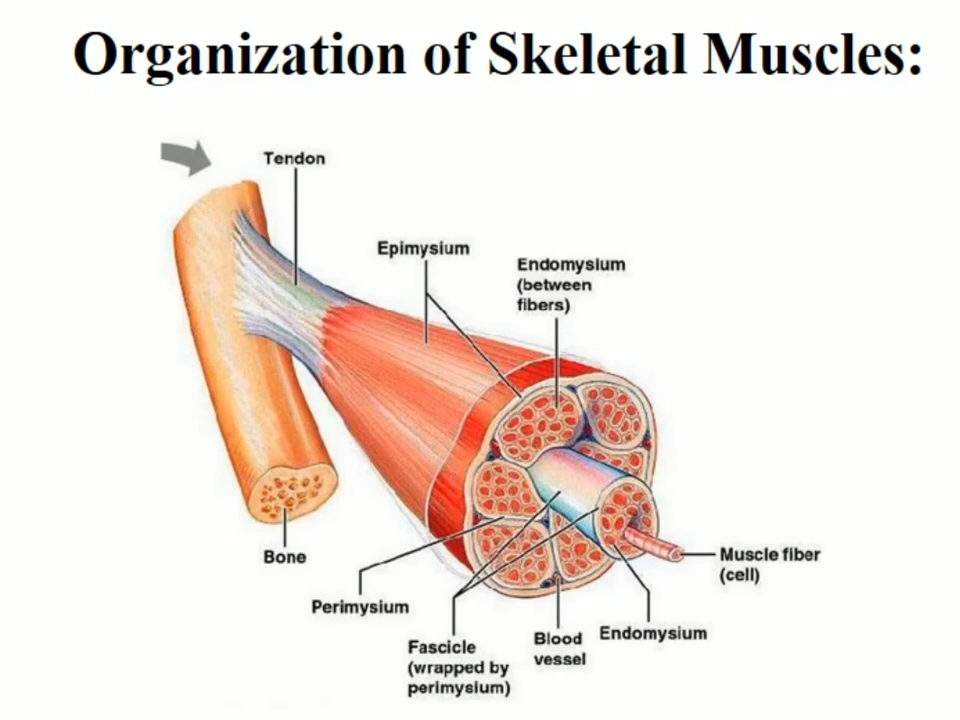 Organization of Skeletal Muscles:
Tendon
Epimysium
Endomysium
(between
fibers)
Bone
Perimysium
Fascicle
(wrapped by
perimysium)
Blood
vessel
Endomysium
Muscle fiber
(cell)